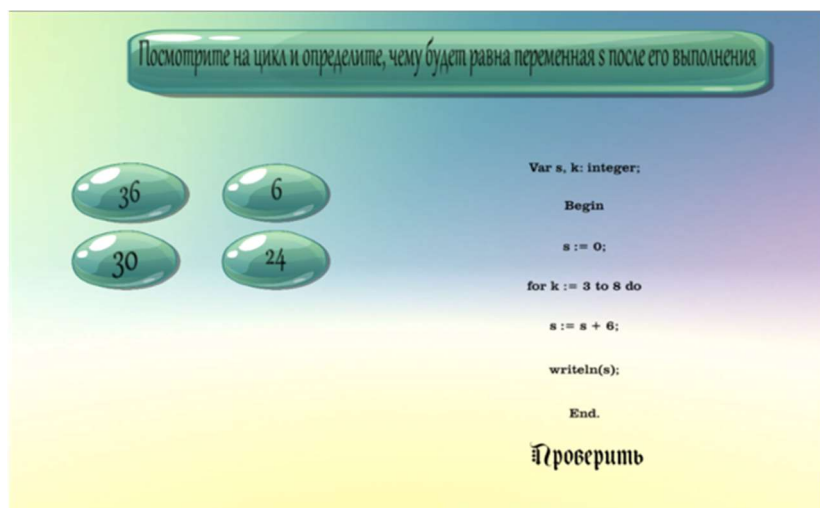 Посмотрите на цикл и определите, чему будет равна переменная s после его выполнения
36
6
30
24
Var s, k: integer;
Begin
s := 0;
for k := 3 to 8 do
s := s + 6;
writeln(s);
End.
Проверить